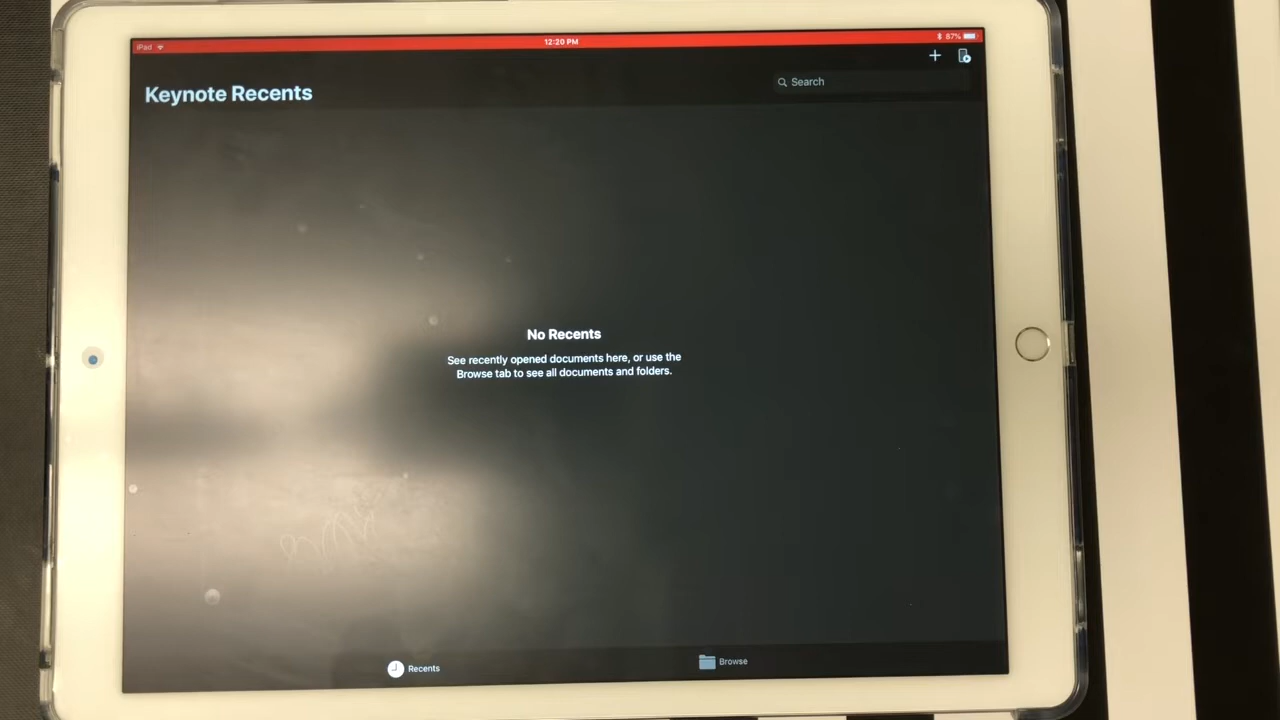 iPad 12:20 PM 87%
Search
Keynote Recents
No Recents
See recently opened documents here, or use the
Browse tab to see all documents and folders.
Recents Browse